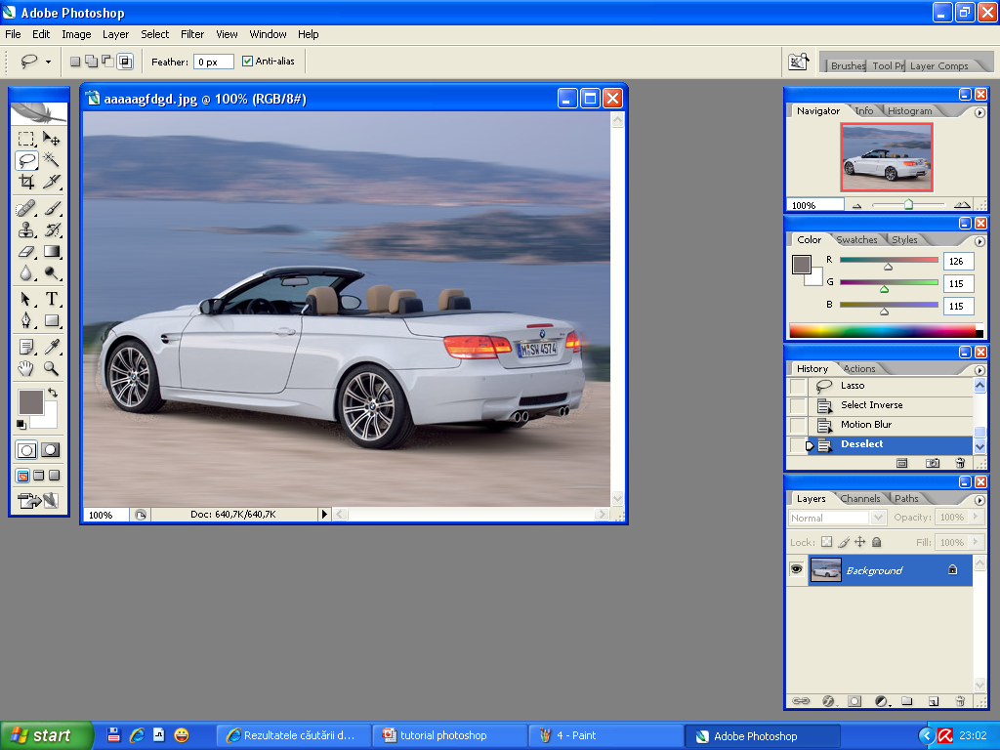 Adobe Photoshop
File Edit Image Layer Select Filter View Window Help
Feather: 0 px Anti-alias
Brushes Tool Pr Layer Comps
aaaaagfdgd.jpg @ 100% (RGB/8#)
M·SW 4574
100% Doc: 640,7K/640,7K
Navigator Info Histogram
100%
Color Swatches Styles
R 126
G 115
B 115
History Actions
Lasso
Select Inverse
Motion Blur
Deselect
Layers Channels Paths
Normal Opacity: 100%
Lock: Fill: 100%
Background
start Rezultatele căutării d... tutorial photoshop 4 - Paint Adobe Photoshop 23:02